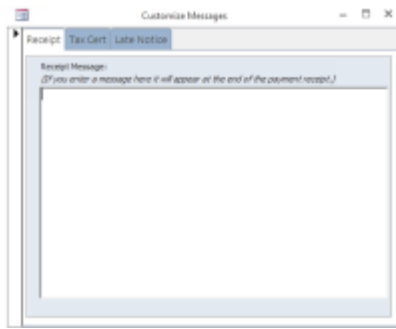 Customize Messages
Receipt Tax Cert Late Notice
Receipt Message:
(If you enter a message here it will appear at the end of the payment receipt.)